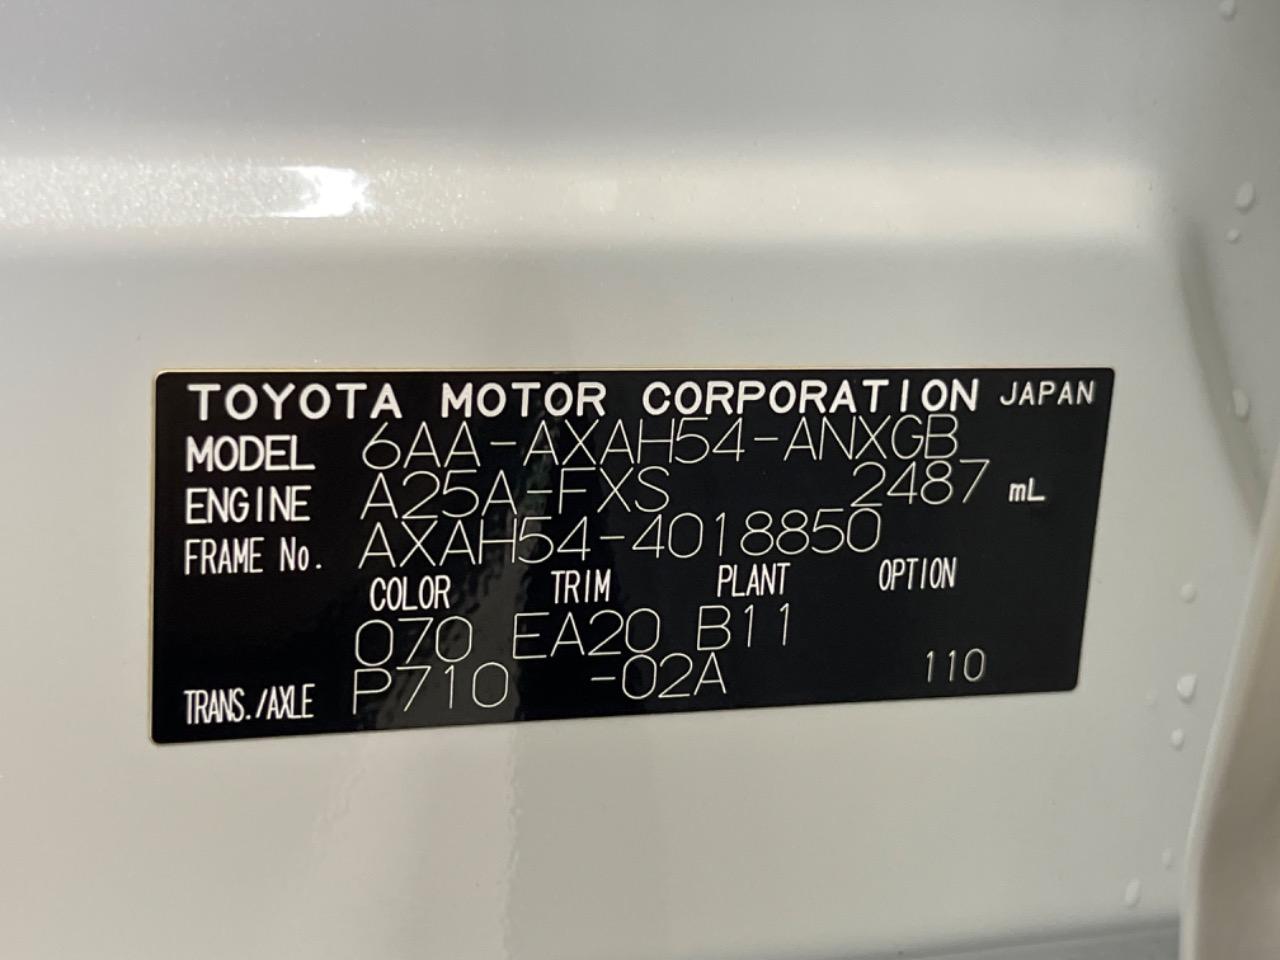 TOYOTA MOTOR CORPORATION JAPAN
MODEL 6AA-AXAH54-ANXGB
ENGINE A25A-FXS 2487 mL
FRAME No. AXAH54-4018850
COLOR TRIM PLANT OPTION
070 EA20 B11
TRANS./AXLE P710 -02A 110